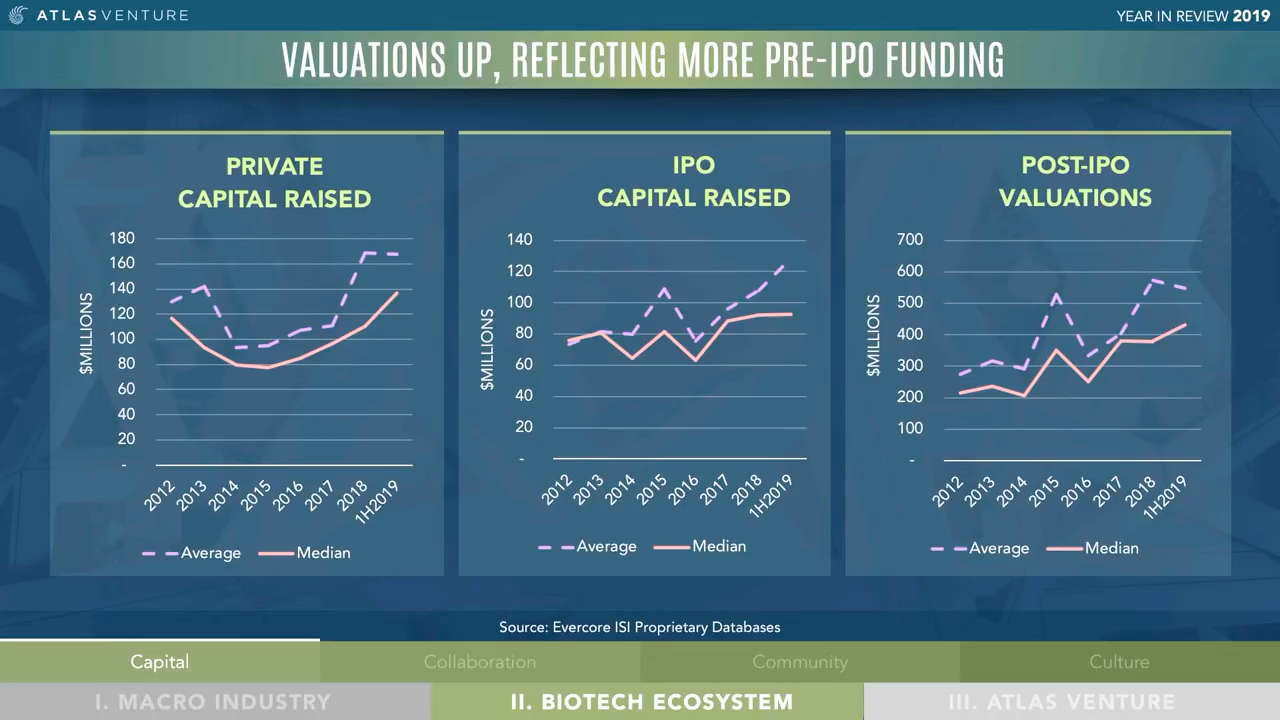 ATLAS VENTURE
YEAR IN REVIEW 2019
VALUATIONS UP, REFLECTING MORE PRE-IPO FUNDING
PRIVATE
CAPITAL RAISED
$MILLIONS
180
160
140
120
100
80
60
40
20
-
2012 2013 2014 2015 2016 2017 2018 1H2019
Average Median
IPO
CAPITAL RAISED
$MILLIONS
140
120
100
80
60
40
20
-
2012 2013 2014 2015 2016 2017 2018 1H2019
Average Median
POST-IPO
VALUATIONS
$MILLIONS
700
600
500
400
300
200
100
-
2012 2013 2014 2015 2016 2017 2018 1H2019
Average Median
Source: Evercore ISI Proprietary Databases
Capital Collaboration Community Culture
I. MACRO INDUSTRY II. BIOTECH ECOSYSTEM III. ATLAS VENTURE